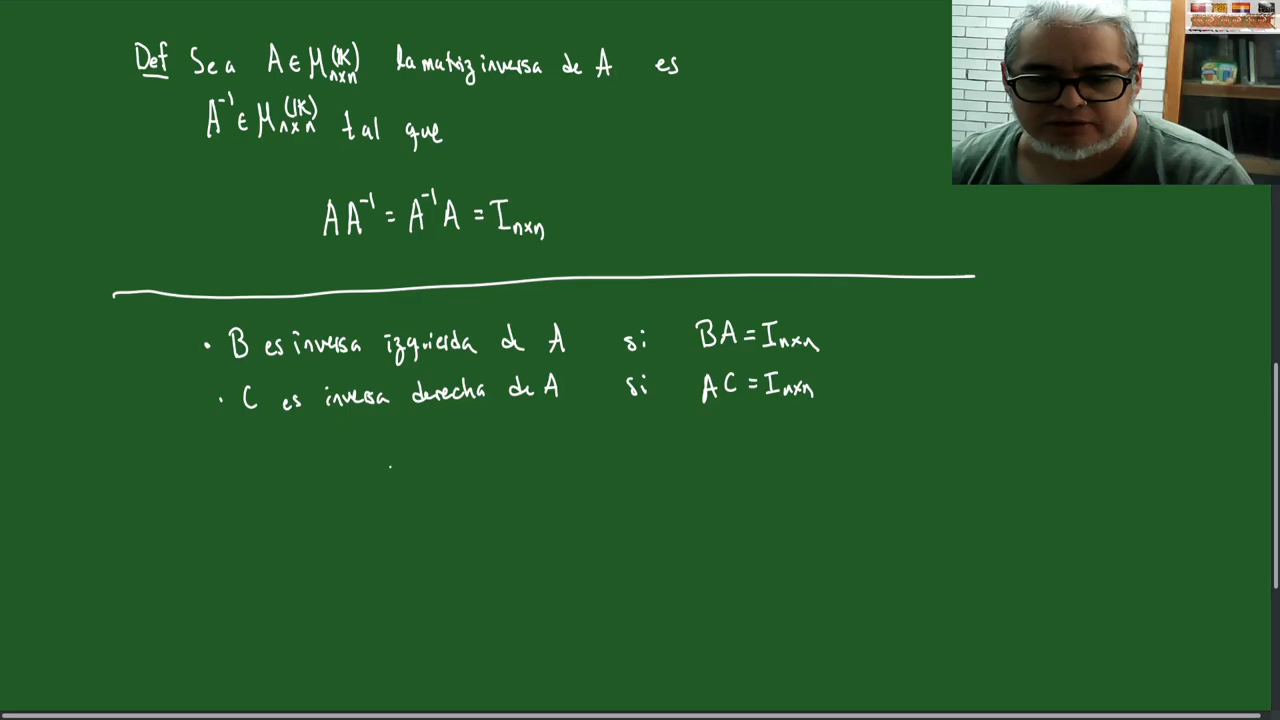 Def Sea A ∈ M_{n×n}^{(K)} la matriz inversa de A es
A^{-1} ∈ M_{n×n}^{(K)} tal que
AA^{-1} = A^{-1}A = I_{n×n}
• B es inversa izquierda de A si BA = I_{n×n}
• C es inversa derecha de A si AC = I_{n×n}